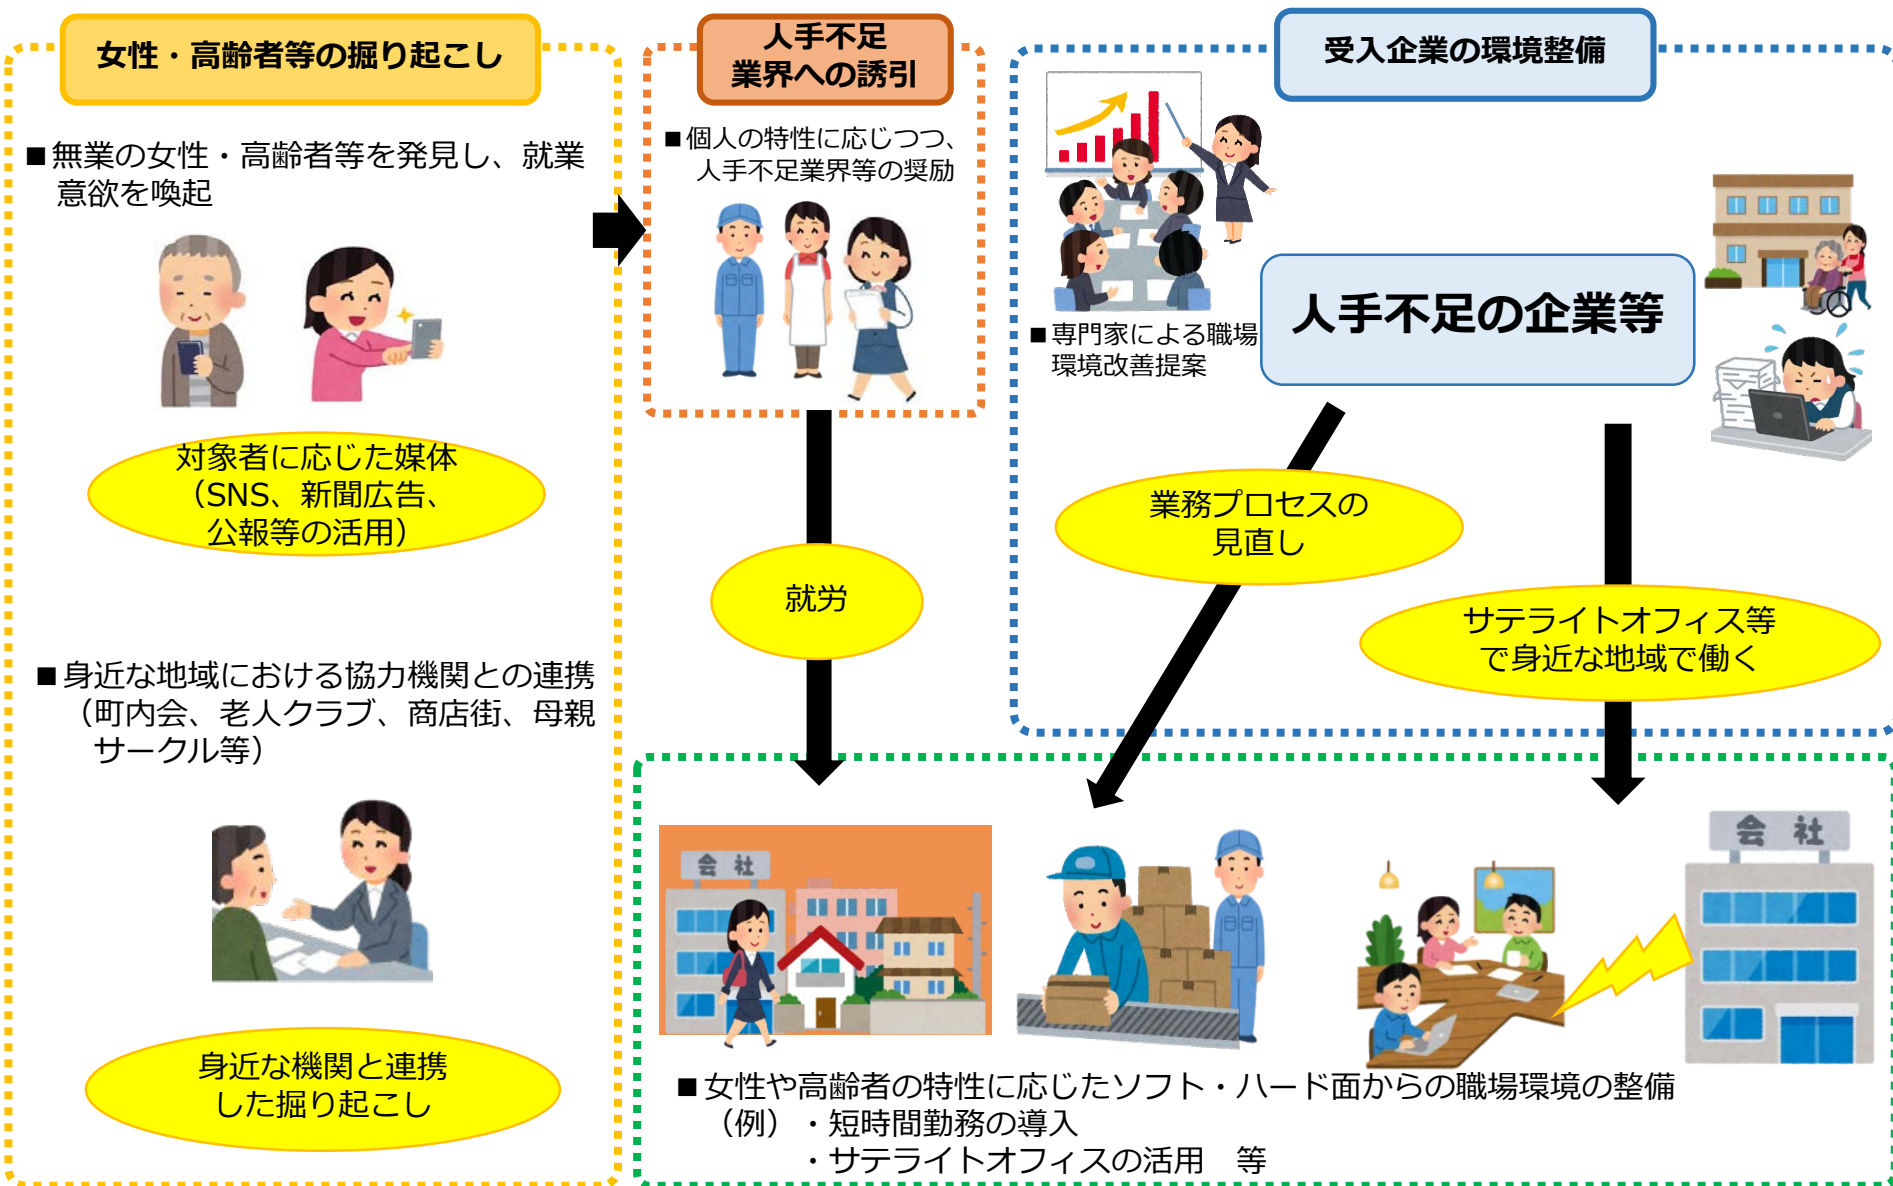 女性・高齢者等の掘り起こし
■無業の女性・高齢者等を発見し、就業
意欲を喚起
対象者に応じた媒体
（SNS、新聞広告、
公報等の活用）
■身近な地域における協力機関との連携
（町内会、老人クラブ、商店街、母親
サークル等）
身近な機関と連携
した掘り起こし
人手不足
業界への誘引
■個人の特性に応じつつ、
人手不足業界等の奨励
就労
受入企業の環境整備
人手不足の企業等
■専門家による職場
環境改善提案
業務プロセスの
見直し
サテライトオフィス等
で身近な地域で働く
会社
会社
■女性や高齢者の特性に応じたソフト・ハード面からの職場環境の整備
（例）・短時間勤務の導入
・サテライトオフィスの活用　等